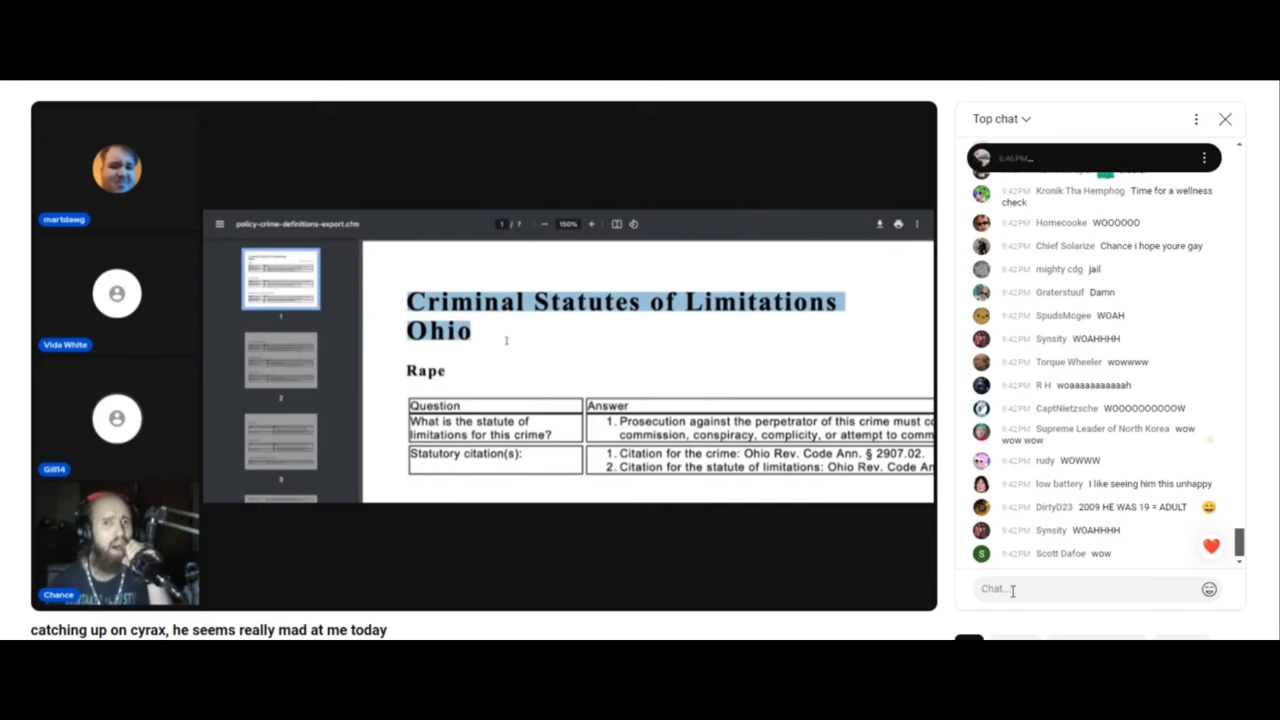 martdawg
Vida White
Gill14
Chance
policy-crime-definitions-export.cfm
1 / 7
150%
1
2
3
Criminal Statutes of Limitations
Ohio
Rape
Question
Answer
What is the statute of
limitations for this crime?
1. Prosecution against the perpetrator of this crime must
commission, conspiracy, complicity, or attempt to
Statutory citation(s):
1. Citation for the crime: Ohio Rev. Code Ann. § 2907.02.
2. Citation for the statute of limitations: Ohio Rev. Code
catching up on cyrax, he seems really mad at me today
Top chat
6:46PM
9:42PM Kronik Tha Hemphog Time for a wellness
check
9:42PM Homecooke WOOOOOO
9:42PM Chief Solarize Chance i hope youre gay
9:42PM mighty cdg jail
9:42PM Graterstuuf Damn
9:42PM SpudsMcgee WOAH
9:42PM Synsity WOAHHHH
9:42PM Torque Wheeler wowwww
9:42PM R H woaaaaaaaaaah
9:42PM CaptNietzsche WOOOOOOOOOOW
9:42PM Supreme Leader of North Korea wow
wow wow
9:42PM rudy WOWWW
9:42PM low battery I like seeing him this unhappy
9:42PM DirtyD23 2009 HE WAS 19 = ADULT
9:42PM Synsity WOAHHHH
9:42PM Scott Dafoe wow
S
Chat...